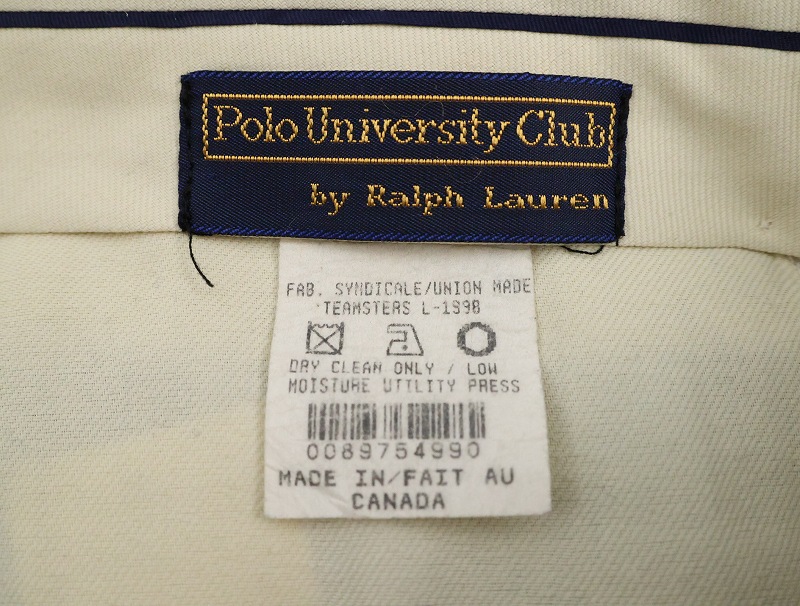 Polo University Club
by Ralph Lauren
FAB. SYNDICALE/UNION MADE
TEAMSTERS L-1998
DRY CLEAN ONLY / LOW
MOISTURE UTTLITY PRESS
0089754990
MADE IN/FAIT AU
CANADA